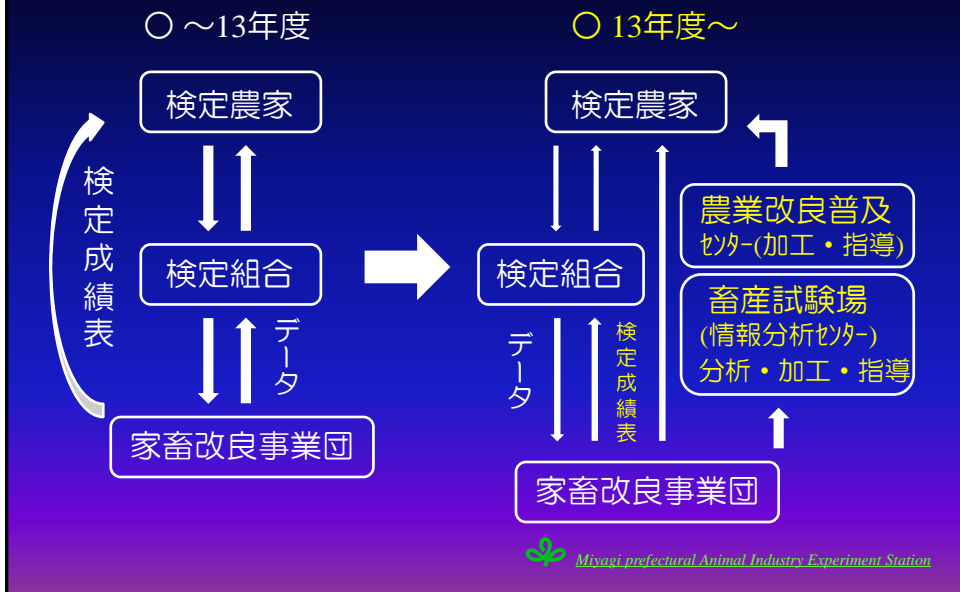 〇 ～13年度
検定農家
検定成績表
検定組合
データ
家畜改良事業団
〇 13年度～
検定農家
農業改良普及
ｾﾝﾀｰ(加工・指導)
検定組合
畜産試験場
(情報分析ｾﾝﾀｰ)
分析・加工・指導
データ
検定成績表
家畜改良事業団
Miyagi prefectural Animal Industry Experiment Station